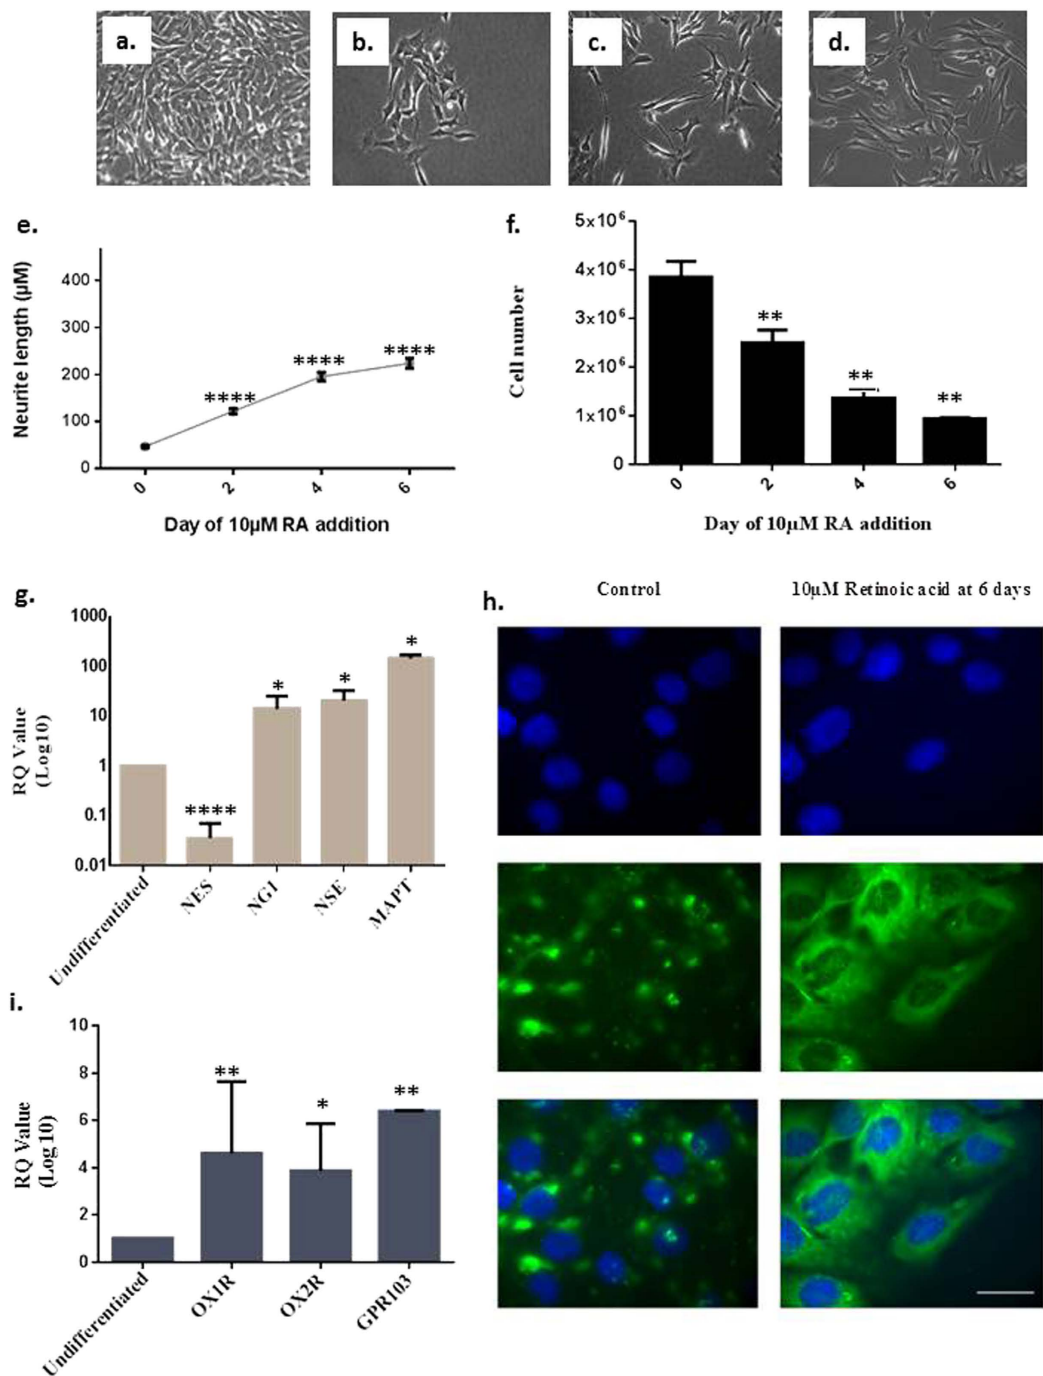 a.
b.
c.
d.
e.
Neurite length (µM)
400
300
200
100
0
****
****
****
0
2
4
6
Day of 10µM RA addition
f.
Cell number
5x10⁶
4x10⁶
3x10⁶
2x10⁶
1x10⁶
0
**
**
**
0
2
4
6
Day of 10µM RA addition
g.
RQ Value
(Log10)
1000
100
10
1
0.1
0.01
****
*
*
*
Undifferentiated
NES
NG1
NSE
MAPT
h.
Control
10µM Retinoic acid at 6 days
i.
RQ Value
(Log10)
10
8
6
4
2
0
**
*
**
Undifferentiated
OX1R
OX2R
GPR103